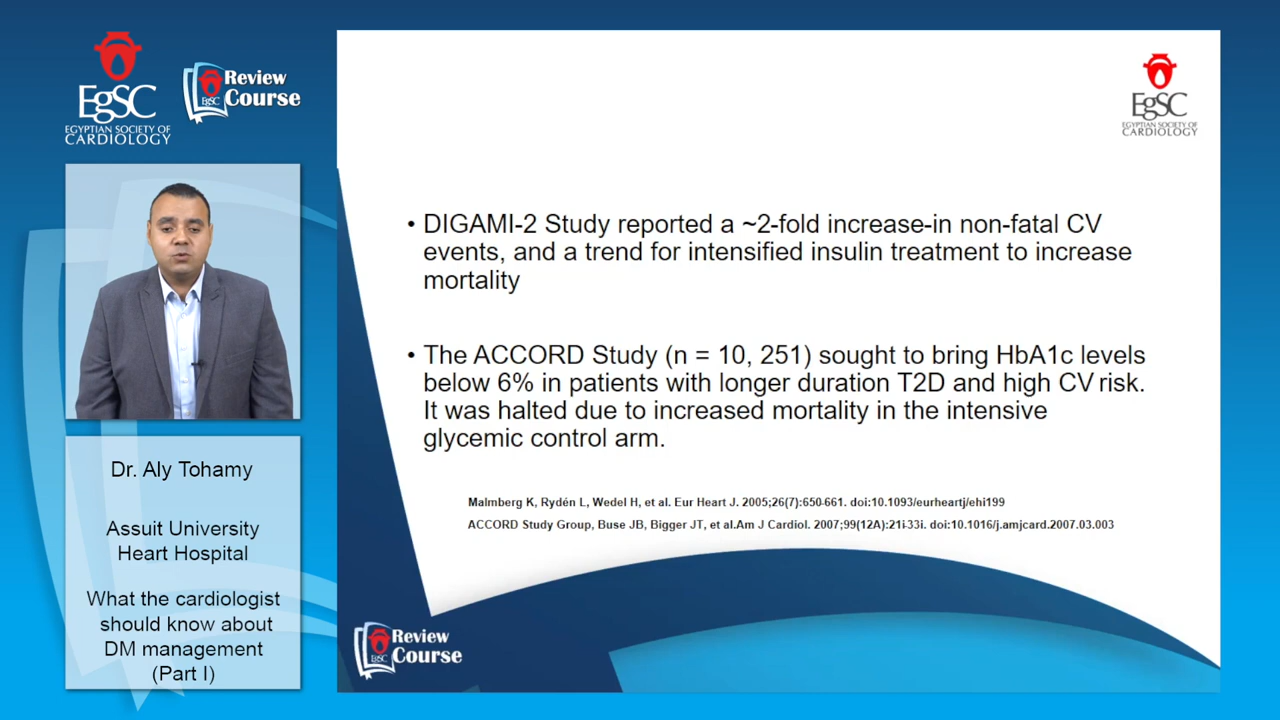 EgSC
EGYPTIAN SOCIETY OF
CARDIOLOGY
EgSC
Review
Course
EgSC
EGYPTIAN SOCIETY OF
CARDIOLOGY
• DIGAMI-2 Study reported a ~2-fold increase-in non-fatal CV
events, and a trend for intensified insulin treatment to increase
mortality
• The ACCORD Study (n = 10, 251) sought to bring HbA1c levels
below 6% in patients with longer duration T2D and high CV risk.
It was halted due to increased mortality in the intensive
glycemic control arm.
Malmberg K, Rydén L, Wedel H, et al. Eur Heart J. 2005;26(7):650-661. doi:10.1093/eurheartj/ehi199
ACCORD Study Group, Buse JB, Bigger JT, et al.Am J Cardiol. 2007;99(12A):21i-33i. doi:10.1016/j.amjcard.2007.03.003
Dr. Aly Tohamy
Assuit University
Heart Hospital
What the cardiologist
should know about
DM management
(Part I)
EgSC
Review
Course